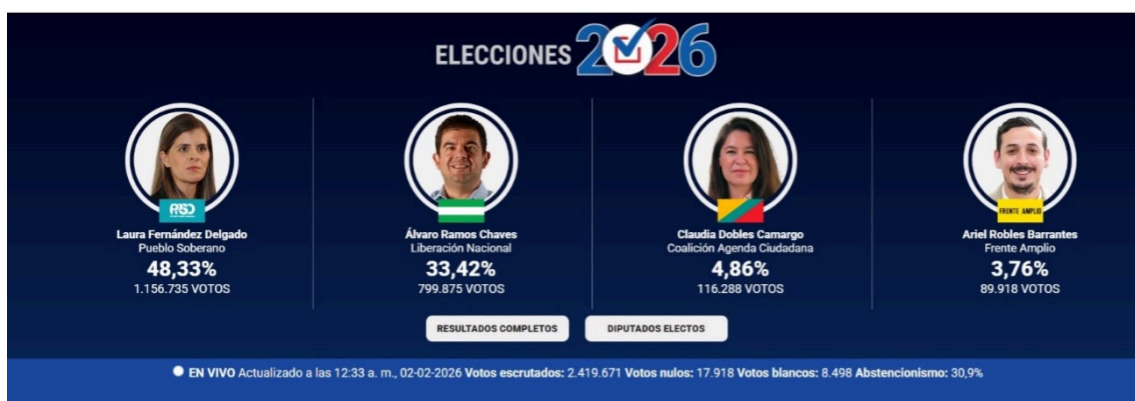 ELECCIONES 2026
PPSO
Laura Fernández Delgado
Pueblo Soberano
48,33%
1.156.735 VOTOS
Álvaro Ramos Chaves
Liberación Nacional
33,42%
799.875 VOTOS
Claudia Dobles Camargo
Coalición Agenda Ciudadana
4,86%
116.288 VOTOS
FRENTE AMPLIO
Ariel Robles Barrantes
Frente Amplio
3,76%
89.918 VOTOS
RESULTADOS COMPLETOS
DIPUTADOS ELECTOS
EN VIVO Actualizado a las 12:33 a. m., 02-02-2026 Votos escrutados: 2.419.671 Votos nulos: 17.918 Votos blancos: 8.498 Abstencionismo: 30,9%